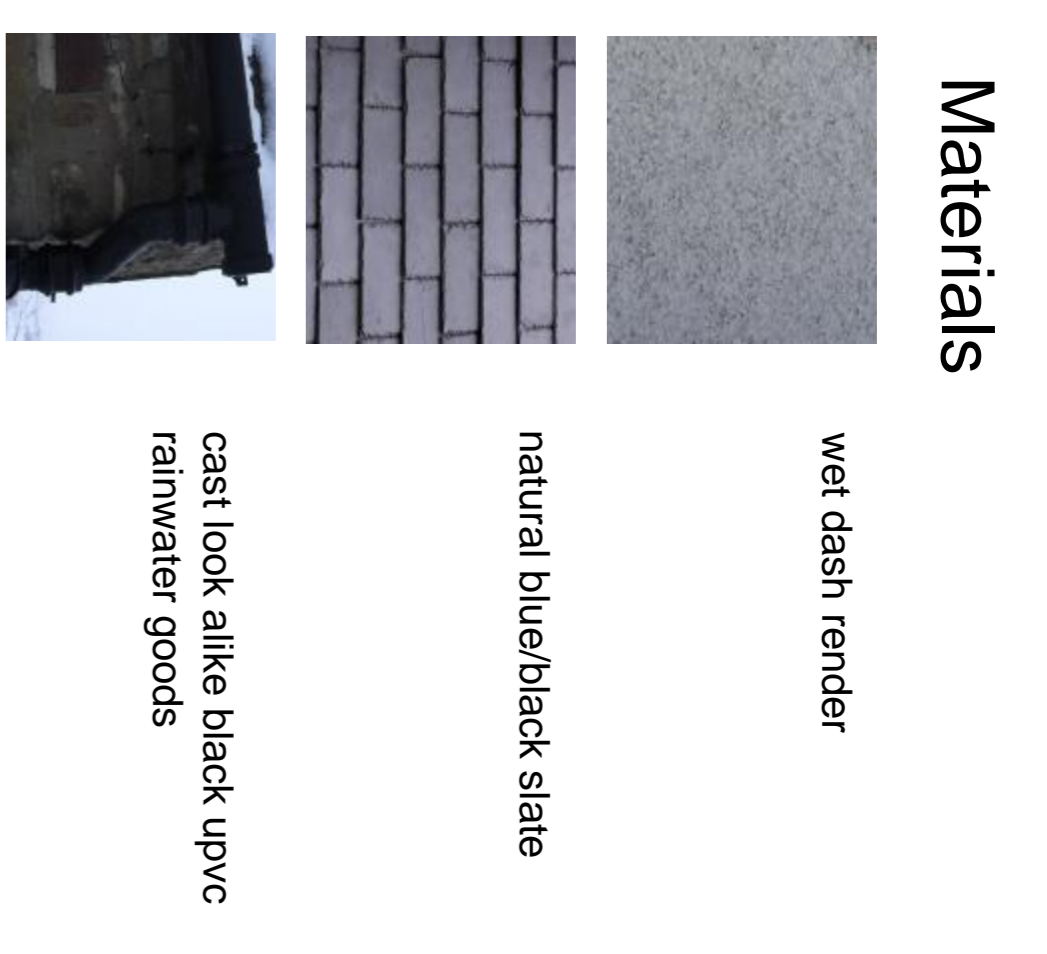 Materials
wet dash render
natural blue/black slate
cast look alike black upvc
rainwater goods